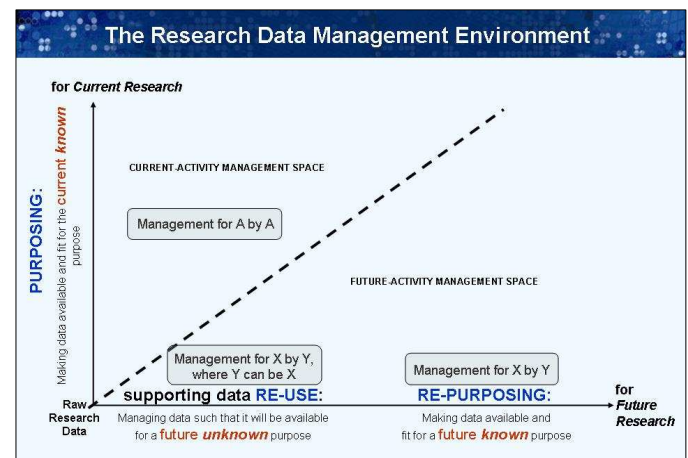 The Research Data Management Environment
for Current Research
PURPOSING:
Making data available and fit for the current known
purpose
CURRENT-ACTIVITY MANAGEMENT SPACE
Management for A by A
FUTURE-ACTIVITY MANAGEMENT SPACE
Management for X by Y,
where Y can be X
Management for X by Y
Raw
Research
Data
supporting data RE-USE:
Managing data such that it will be available
for a future unknown purpose
RE-PURPOSING:
Making data available and
fit for a future known purpose
for
Future
Research